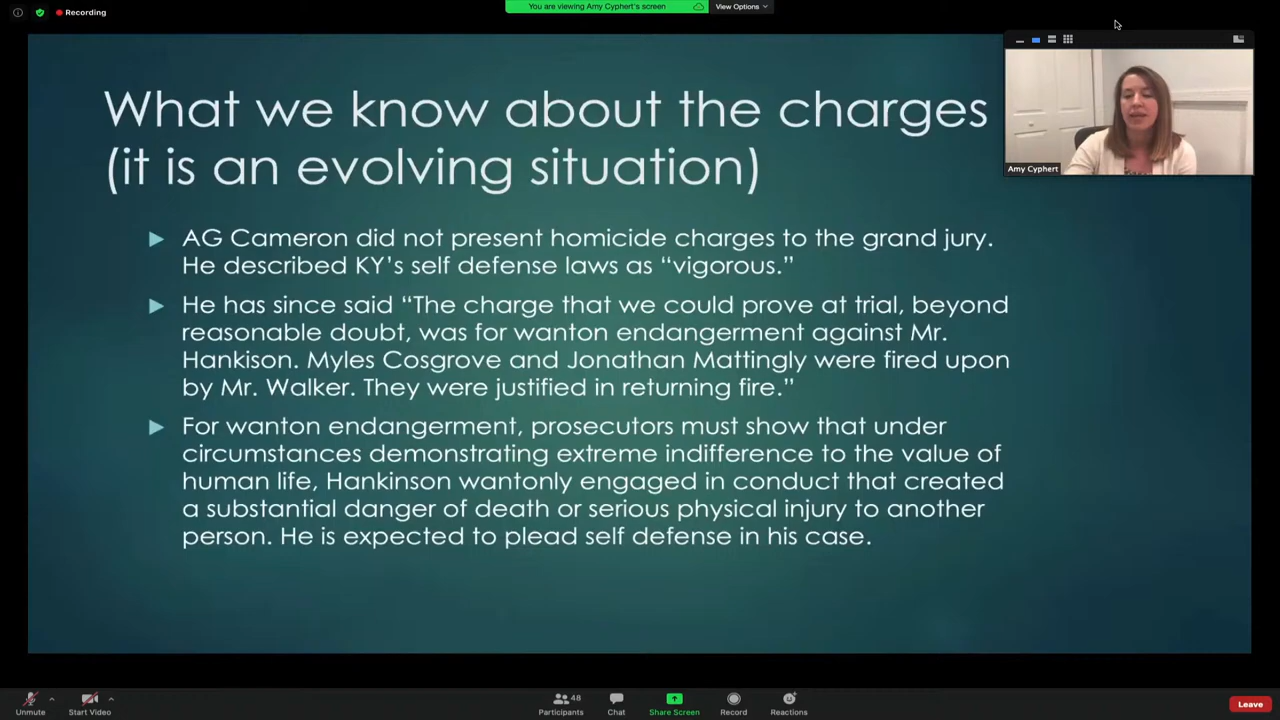 Recording
You are viewing Amy Cyphert's screen
View Options
What we know about the charges
(it is an evolving situation)
Amy Cyphert
AG Cameron did not present homicide charges to the grand jury.
He described KY's self defense laws as “vigorous.”
He has since said “The charge that we could prove at trial, beyond
reasonable doubt, was for wanton endangerment against Mr.
Hankison. Myles Cosgrove and Jonathan Mattingly were fired upon
by Mr. Walker. They were justified in returning fire.”
For wanton endangerment, prosecutors must show that under
circumstances demonstrating extreme indifference to the value of
human life, Hankinson wantonly engaged in conduct that created
a substantial danger of death or serious physical injury to another
person. He is expected to plead self defense in his case.
Unmute
Start Video
48
Participants
Chat
Share Screen
Record
Reactions
Leave